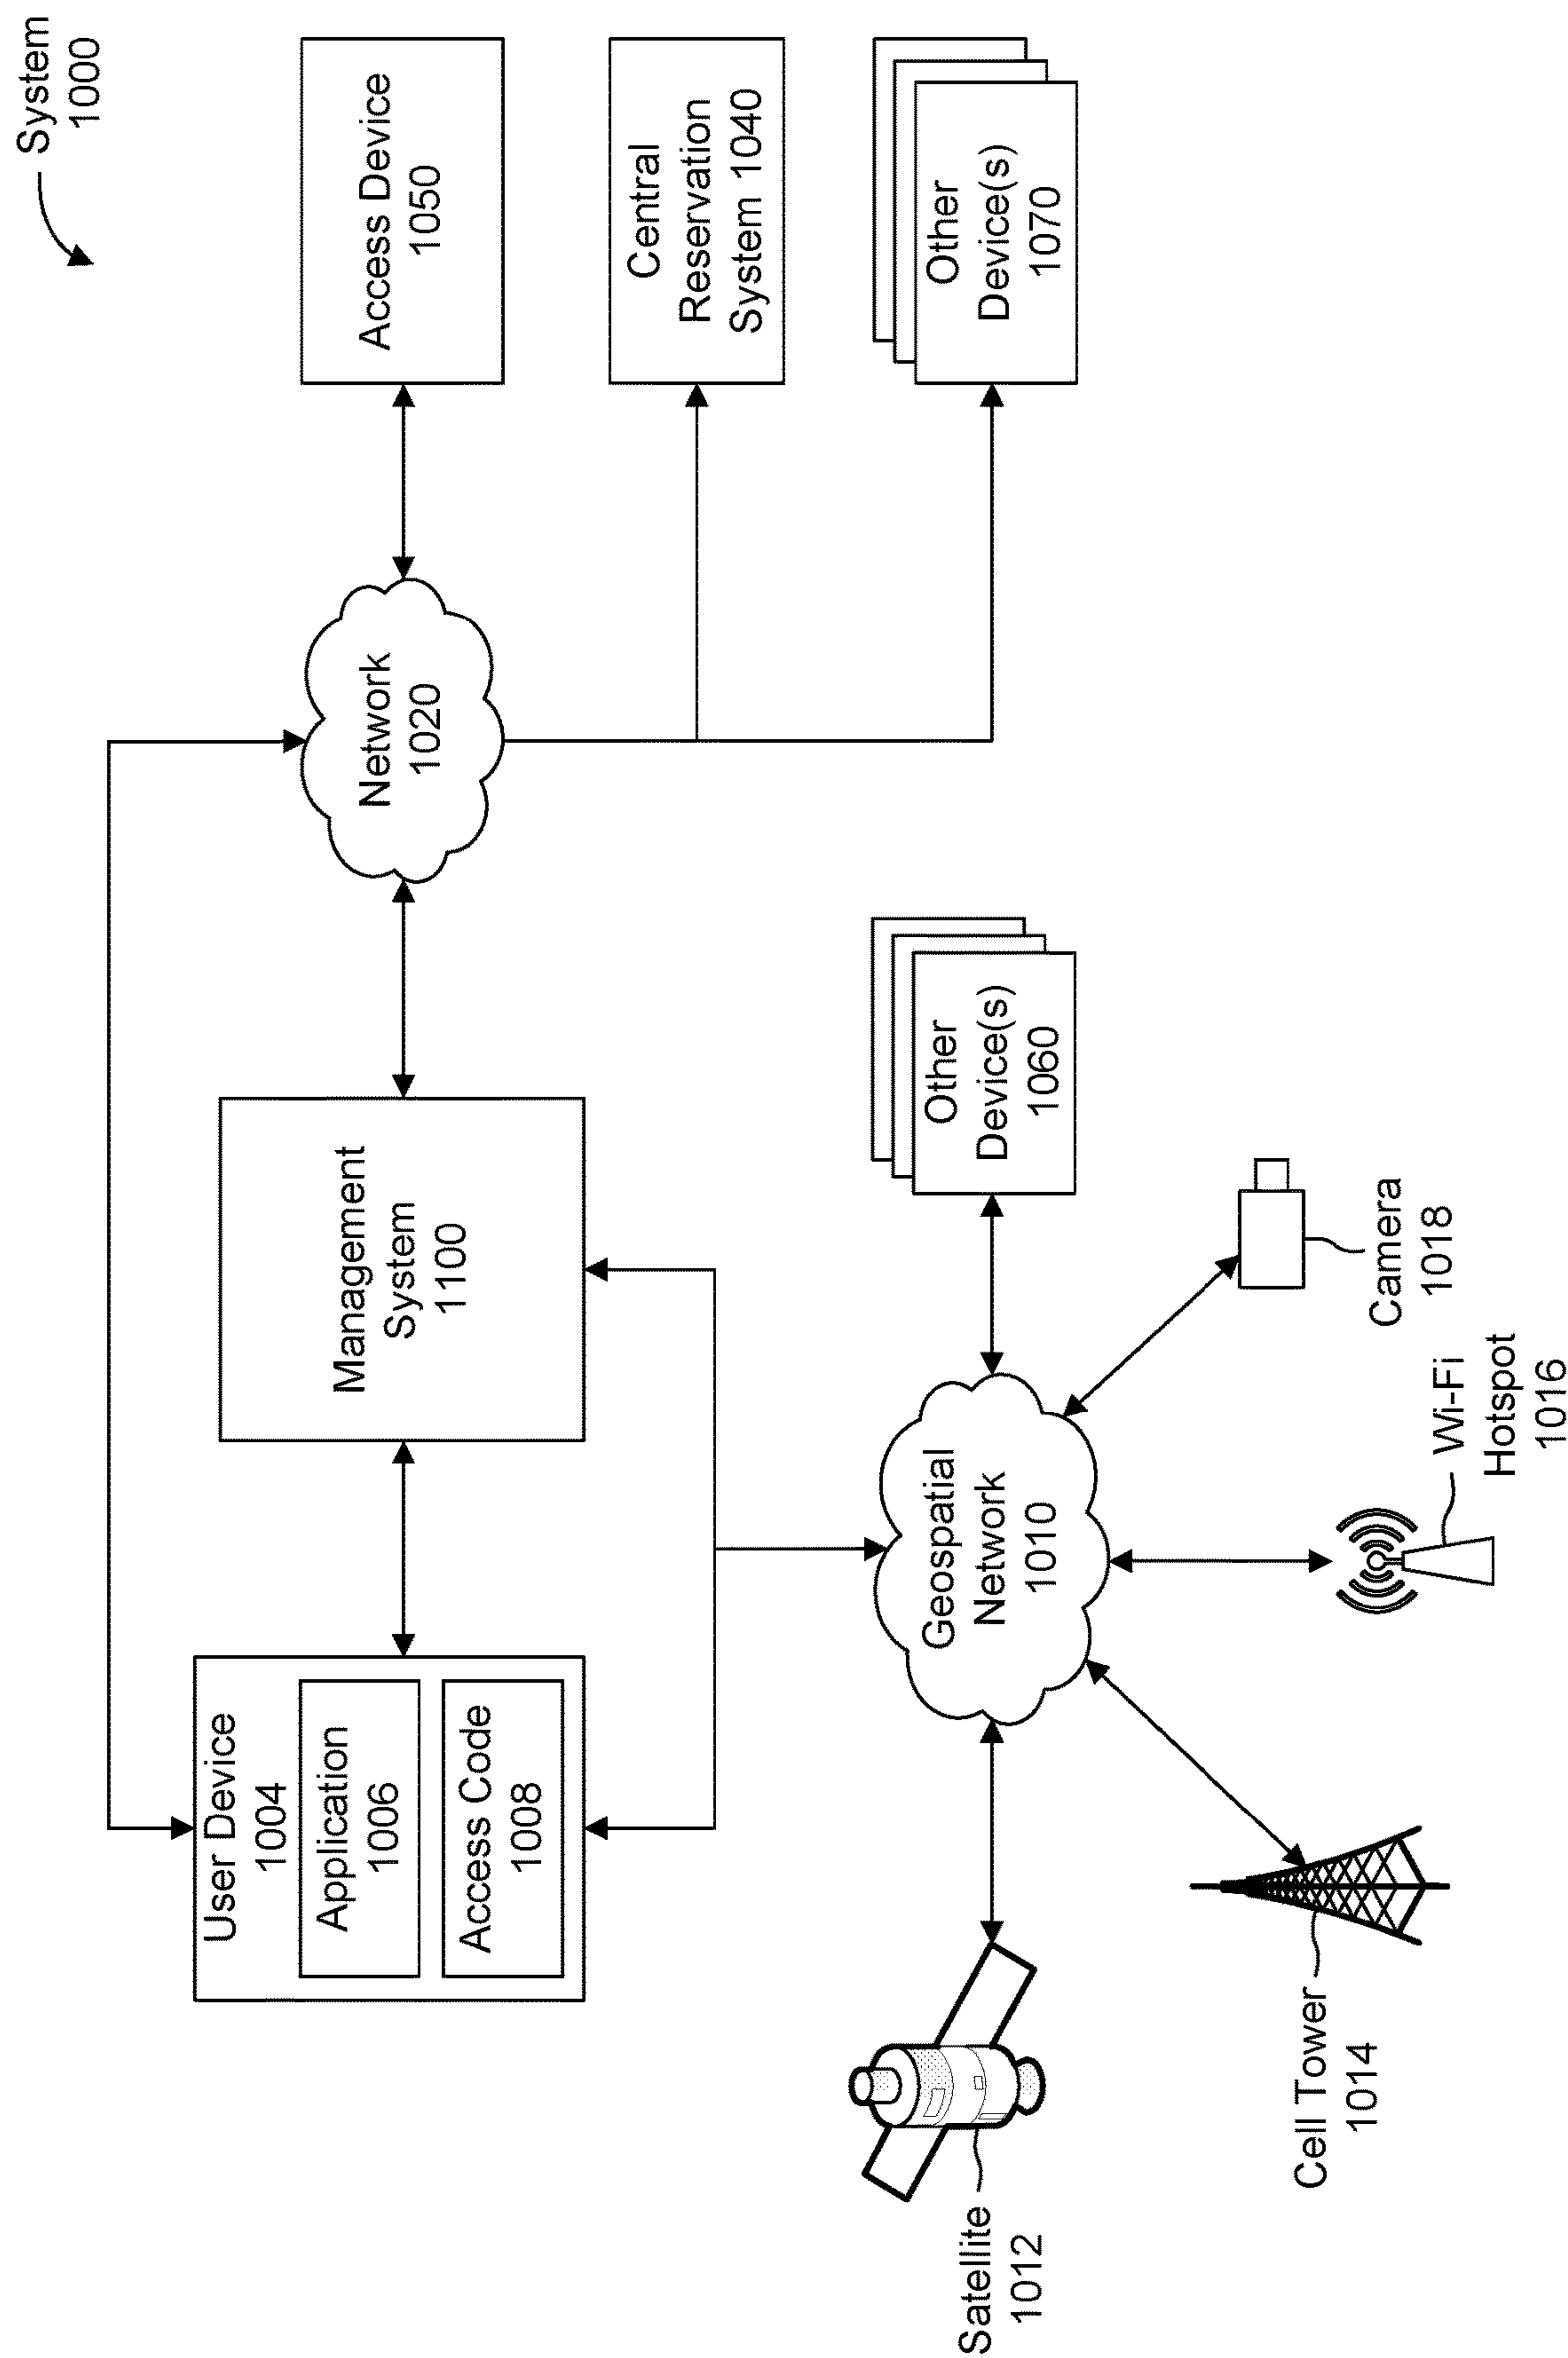 System
1000
User Device
1004
Application
1006
Access Code
1008
Management
System
1100
Network
1020
Access Device
1050
Central
Reservation
System 1040
Other
Device(s)
1070
Other
Device(s)
1060
Geospatial
Network
1010
Satellite
1012
Cell Tower
1014
Wi-Fi
Hotspot
1016
Camera
1018